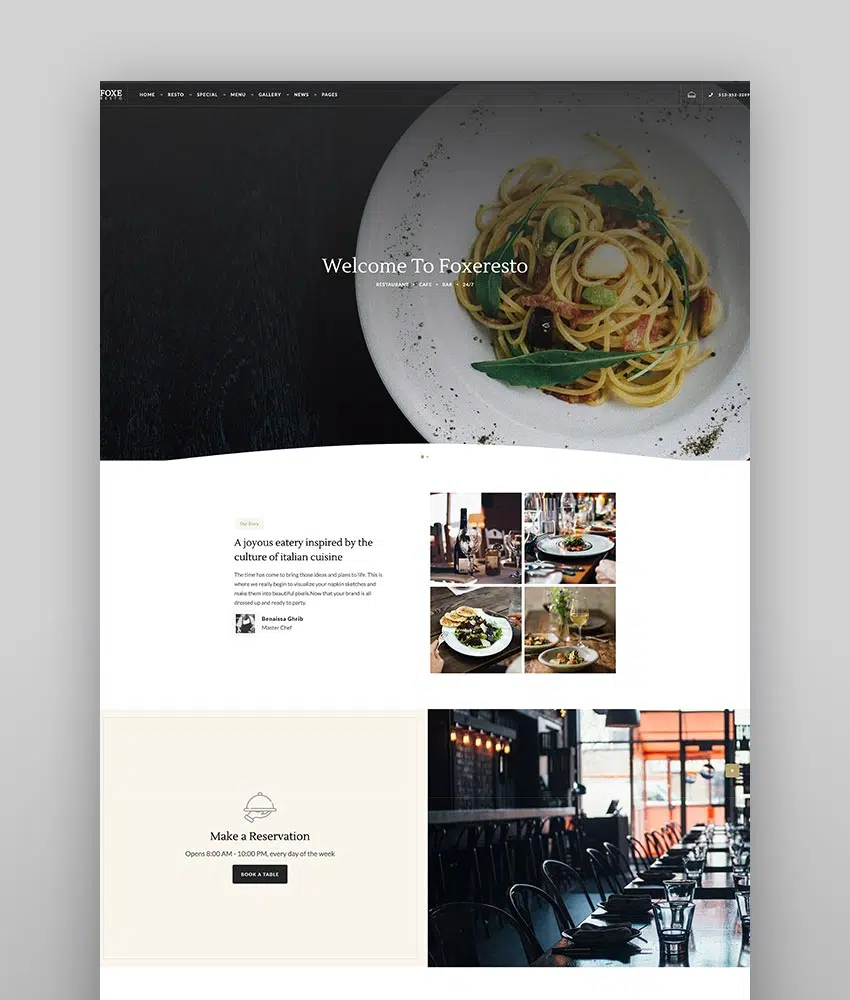 FOXE
RESTO
HOME RESTO SPECIAL MENU GALLERY NEWS PAGES
Welcome To Foxeresto
RESTAURANT • CAFE • BAR • 24/7
Our Story
A joyous eatery inspired by the
culture of italian cuisine
The time has come to bring those ideas and plans to life. This is
where we really begin to visualize your napkin sketches and
make them into beautiful pixels.Now that your brand is all
dressed up and ready to party.
Benaissa Ghrib
Master Chef
Make a Reservation
Opens 8:00 AM - 10:00 PM, every day of the week
BOOK A TABLE